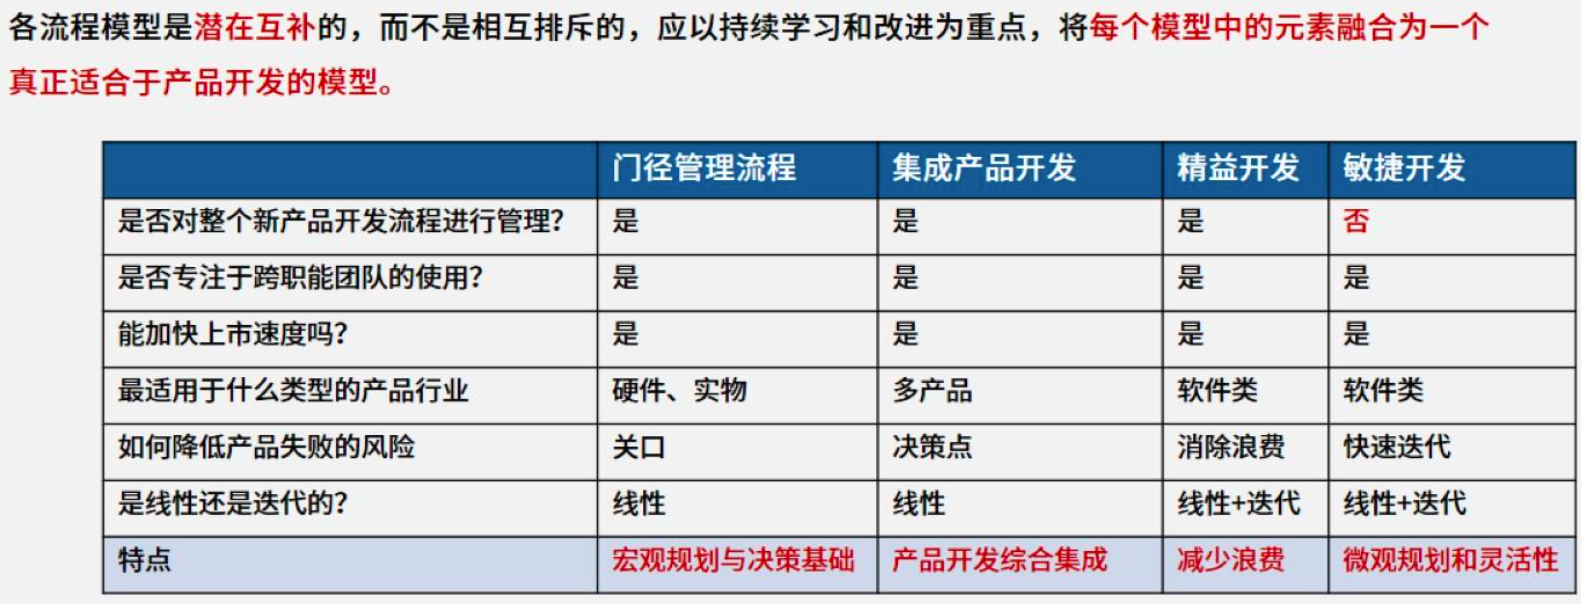 各流程模型是潜在互补的，而不是相互排斥的，应以持续学习和改进为重点，将每个模型中的元素融合为一个
真正适合于产品开发的模型。
门径管理流程 集成产品开发 精益开发 敏捷开发
是否对整个新产品开发流程进行管理? 是 是 是 否
是否专注于跨职能团队的使用? 是 是 是 是
能加快上市速度吗? 是 是 是 是
最适用于什么类型的产品行业 硬件、实物 多产品 软件类 软件类
如何降低产品失败的风险 关口 决策点 消除浪费 快速迭代
是线性还是迭代的? 线性 线性 线性+迭代 线性+迭代
特点 宏观规划与决策基础 产品开发综合集成 减少浪费 微观规划和灵活性